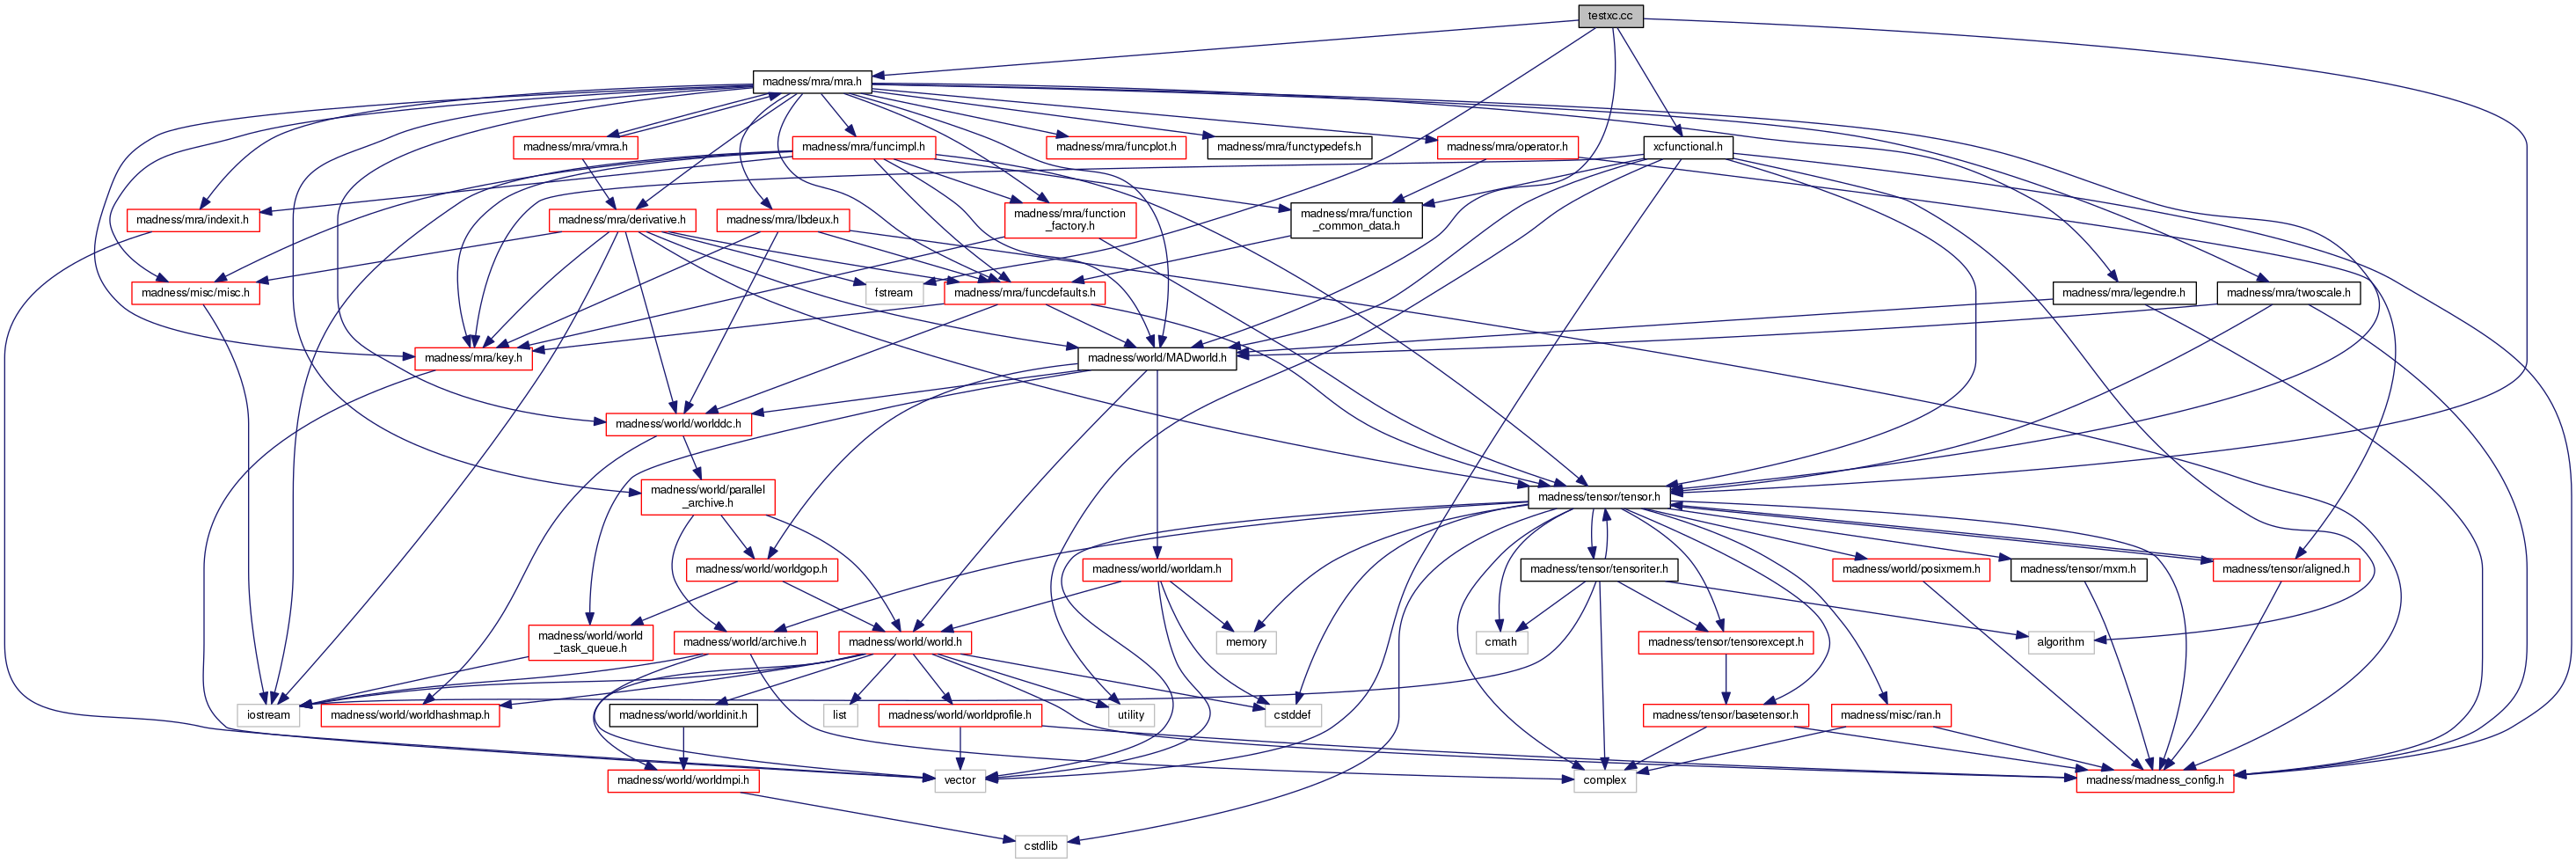 testxc.cc
madness/mra/mra.h
madness/mra/vmra.h
madness/mra/funcimpl.h
madness/mra/funcplot.h
madness/mra/functypedefs.h
madness/mra/operator.h
xcfunctional.h
madness/mra/indexit.h
madness/mra/derivative.h
madness/mra/lbdeux.h
madness/mra/function
_factory.h
madness/mra/function
_common_data.h
madness/misc/misc.h
fstream
madness/mra/funcdefaults.h
madness/mra/legendre.h
madness/mra/twoscale.h
madness/mra/key.h
madness/world/MADworld.h
madness/world/worlddc.h
madness/world/parallel
_archive.h
madness/tensor/tensor.h
madness/world/worldgop.h
madness/world/worldam.h
madness/tensor/tensoriter.h
madness/world/posixmem.h
madness/tensor/mxm.h
madness/tensor/aligned.h
madness/world/world
_task_queue.h
madness/world/archive.h
madness/world/world.h
memory
cmath
madness/tensor/tensorexcept.h
algorithm
iostream
madness/world/worldhashmap.h
madness/world/worldinit.h
list
madness/world/worldprofile.h
utility
cstddef
madness/tensor/basetensor.h
madness/misc/ran.h
madness/world/worldmpi.h
vector
complex
madness/madness_config.h
cstdlib